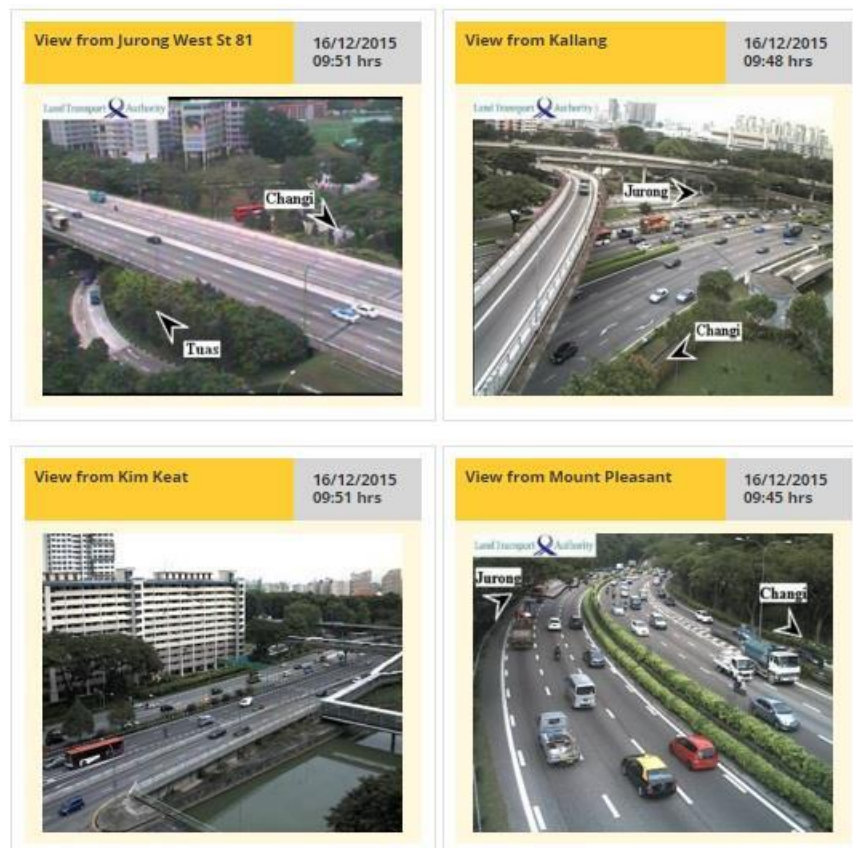 View from Jurong West St 81
16/12/2015
09:51 hrs
View from Kallang
16/12/2015
09:48 hrs
Land Transport Authority
Changi
Tuas
Land Transport Authority
Jurong
Changi
View from Kim Keat
16/12/2015
09:51 hrs
View from Mount Pleasant
16/12/2015
09:45 hrs
Land Transport Authority
Jurong
Changi